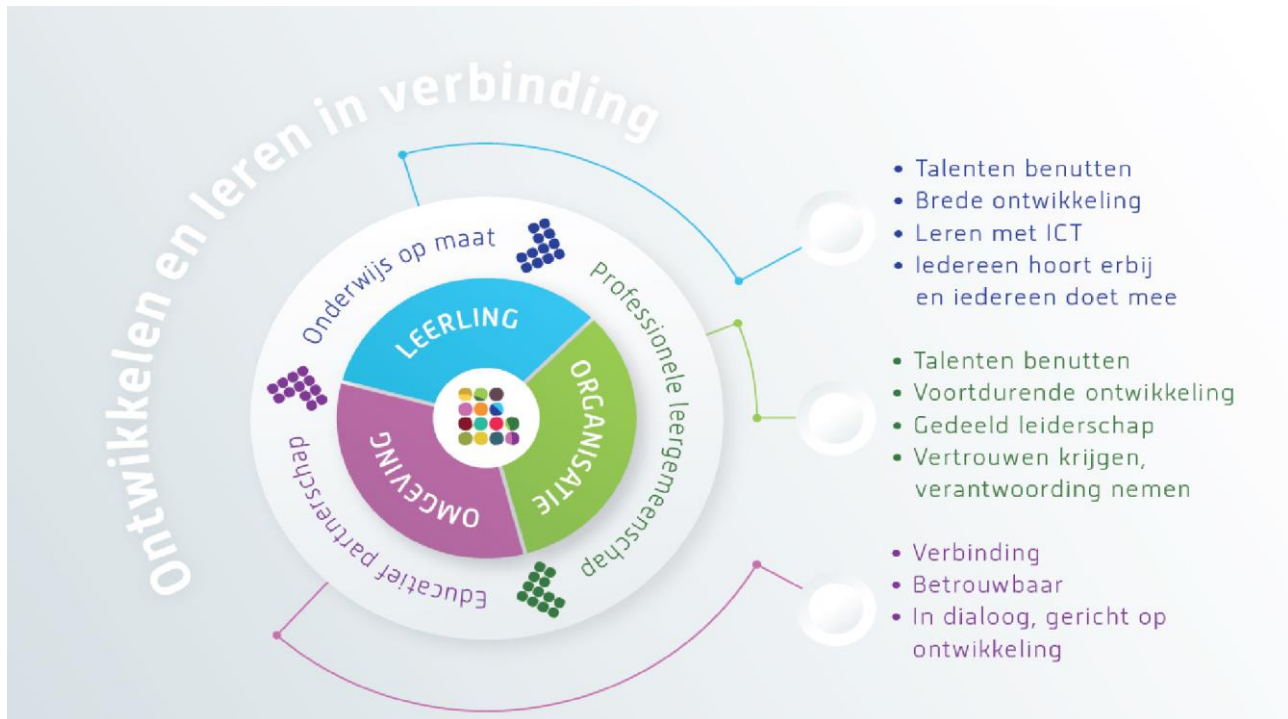 Ontwikkelen en leren in verbinding
Onderwijs op maat
Professionele leergemeenschap
Educatief partnerschap
LEERLING
ORGANISATIE
OMGEVING
• Talenten benutten
• Brede ontwikkeling
• Leren met ICT
• Iedereen hoort erbij
en iedereen doet mee
• Talenten benutten
• Voortdurende ontwikkeling
• Gedeeld leiderschap
• Vertrouwen krijgen,
verantwoording nemen
• Verbinding
• Betrouwbaar
• In dialoog, gericht op
ontwikkeling